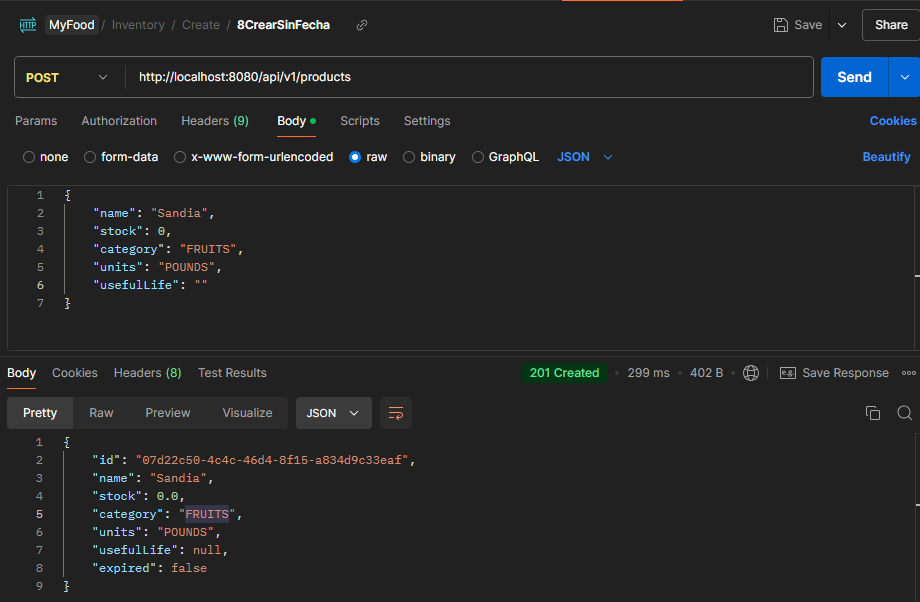 HTTP MyFood / Inventory / Create / 8CrearSinFecha Save Share
POST http://localhost:8080/api/v1/products Send
Params Authorization Headers (9) Body Scripts Settings Cookies
none form-data x-www-form-urlencoded raw binary GraphQL JSON Beautify
1 {
2 "name": "Sandia",
3 "stock": 0,
4 "category": "FRUITS",
5 "units": "POUNDS",
6 "usefulLife": ""
7 }
Body Cookies Headers (8) Test Results 201 Created 299 ms 402 B e.g. Save Response
Pretty Raw Preview Visualize JSON
1 {
2 "id": "07d22c50-4c4c-46d4-8f15-a834d9c33eaf",
3 "name": "Sandia",
4 "stock": 0.0,
5 "category": "FRUITS",
6 "units": "POUNDS",
7 "usefulLife": null,
8 "expired": false
9 }